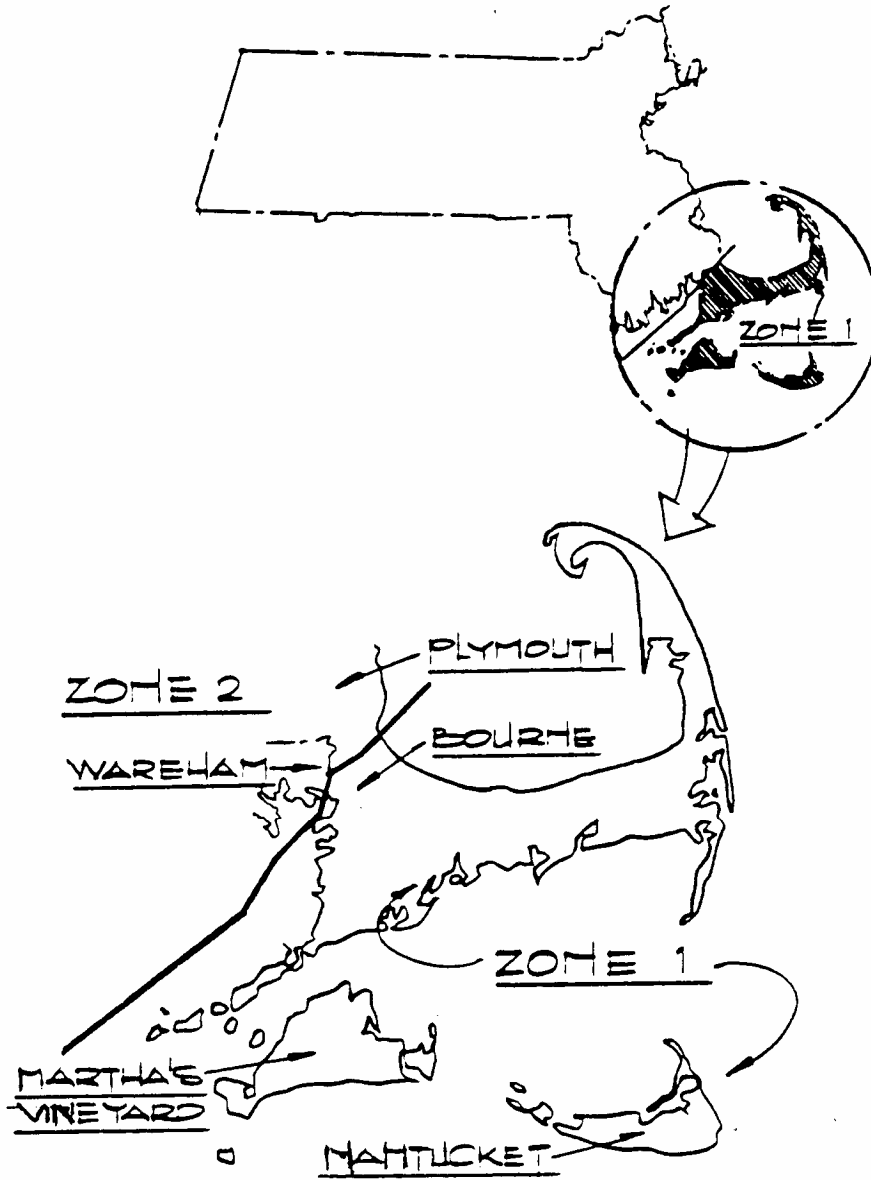 ZONE 1
PLYMOUTH
ZONE 2
BOURNE
WAREHAM
ZONE 1
MARTHA'S
VINEYARD
NANTUCKET